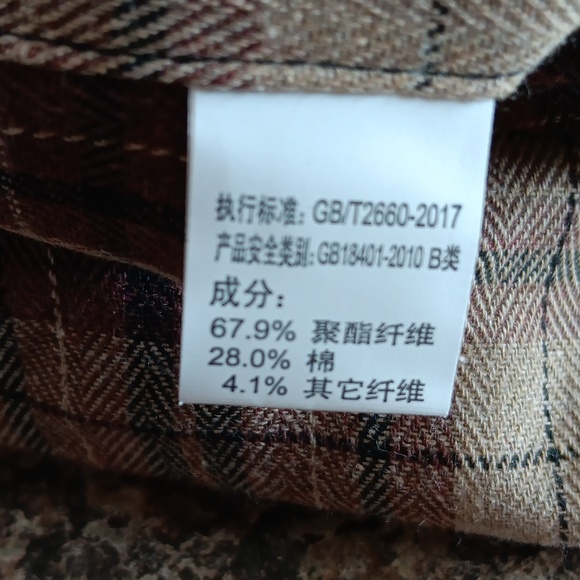 执行标准: GB/T2660-2017
产品安全类别:GB18401-2010 B类
成分:
67.9% 聚酯纤维
28.0% 棉
4.1% 其它纤维